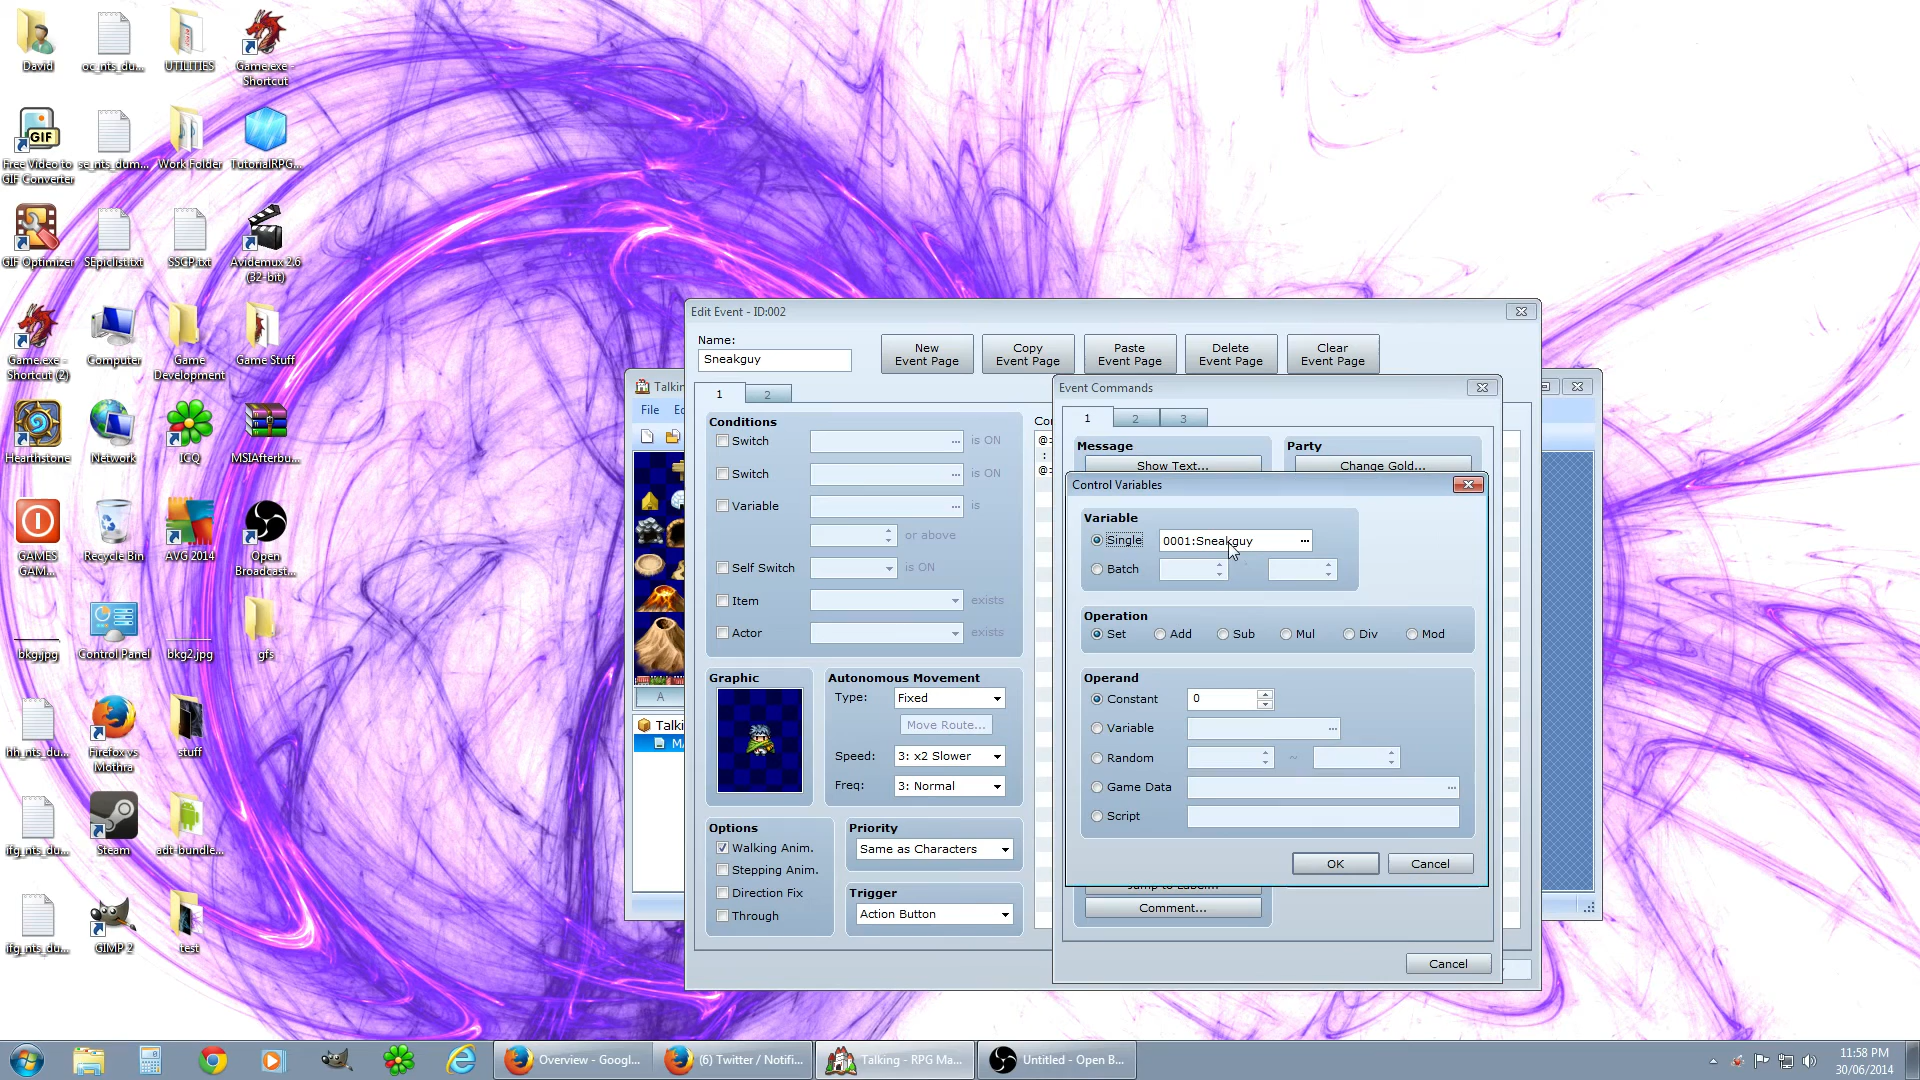 David
oc_nts_du...
UTILITIES
Game.exe -
Shortcut
Free Video to
GIF Converter
se_nts_dum...
Work Folder
TutorialRPG...
GIF Optimizer
SEpiclist.txt
SSCP.txt
Avidemux 2.6
(32-bit)
Game.exe -
Shortcut (2)
Computer
Game
Development
Game Stuff
Hearthstone
Network
ICQ
MSIAfterbu...
GAMES
GAM...
Recycle Bin
AVG 2014
Open
Broadcast...
bkg.jpg
Control Panel
bkg2.jpg
gfs
hh_nts_du...
Firefox vs
Mothra
stuff
ifg_nts_du...
Steam
adt-bundle...
ifg_nts_du...
GIMP 2
test
Talking
File
A
Edit Event - ID:002
Name:
Sneakguy
New
Event Page
Copy
Event Page
Paste
Event Page
Delete
Event Page
Clear
Event Page
1
2
Conditions
Switch
... is ON
Switch
... is ON
Variable
... is
or above
Self Switch
is ON
Item
exists
Actor
exists
Graphic
Autonomous Movement
Type:
Fixed
Move Route...
Speed:
3: x2 Slower
Freq:
3: Normal
Options
Walking Anim.
Stepping Anim.
Direction Fix
Through
Priority
Same as Characters
Trigger
Action Button
Event Commands
1
2
3
Message
Show Text...
Party
Change Gold...
Control Variables
Variable
Single
0001:Sneakguy
...
Batch
Operation
Set
Add
Sub
Mul
Div
Mod
Operand
Constant
0
Variable
...
Random
~
Game Data
...
Script
OK
Cancel
Jump to Label...
Comment...
Cancel
Overview - Googl...
(6) Twitter / Notifi...
Talking - RPG Ma...
Untitled - Open B...
11:58 PM
30/06/2014